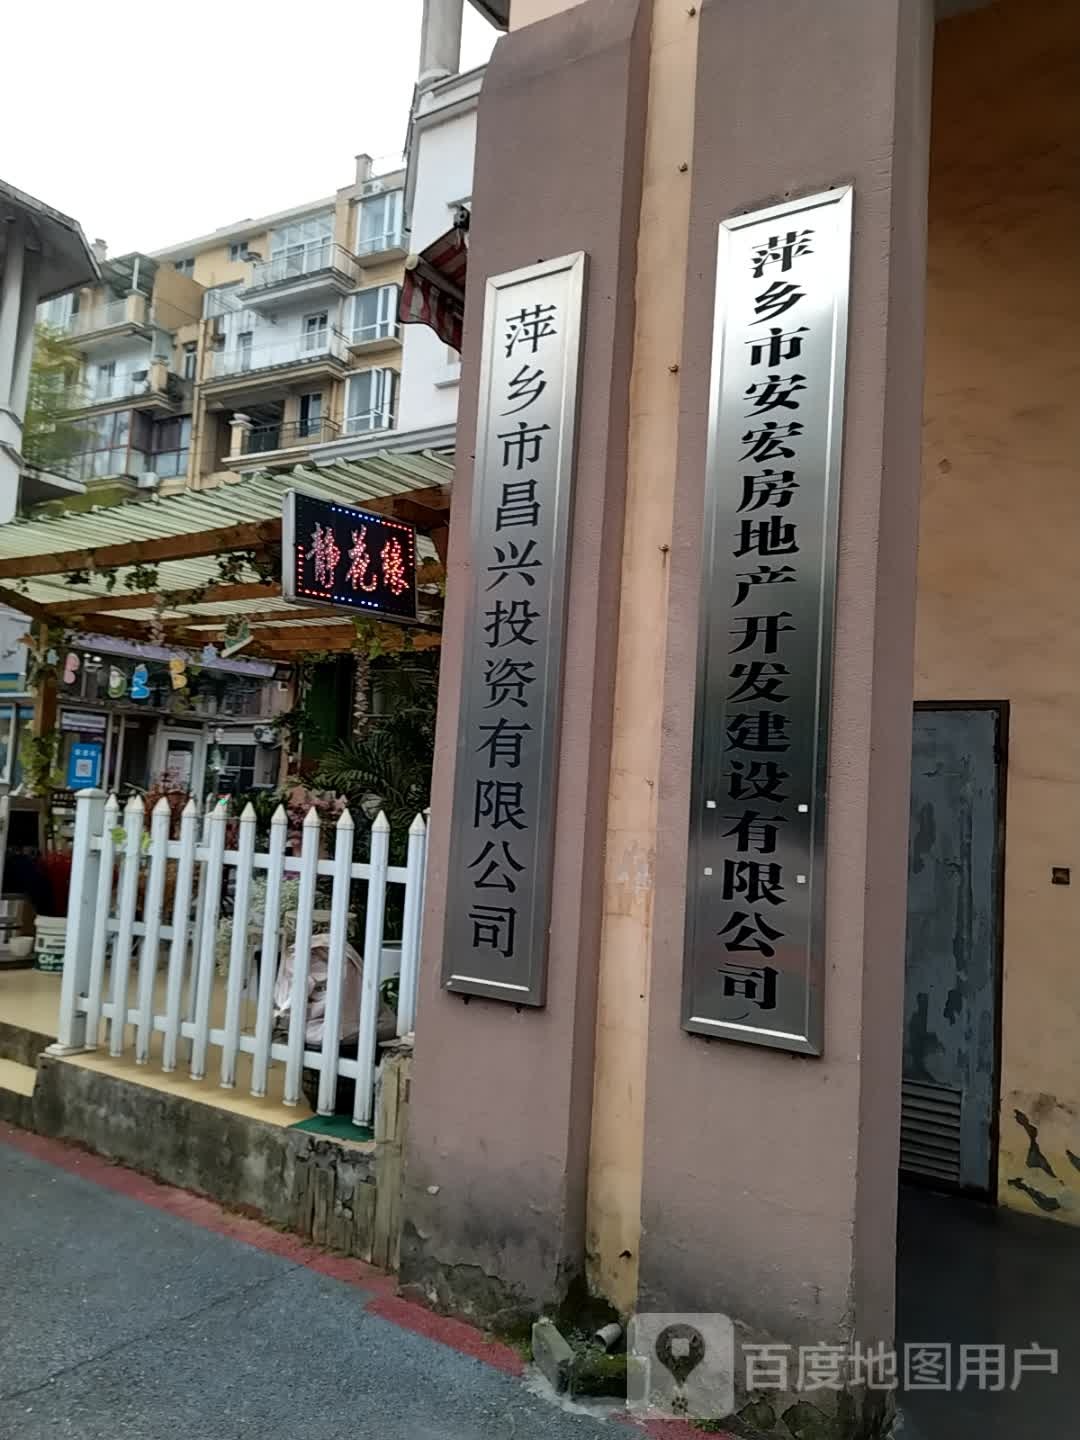 萍乡市昌兴投资有限公司
萍乡市安宏房地产开发建设有限公司
静花缘
百度地图用户